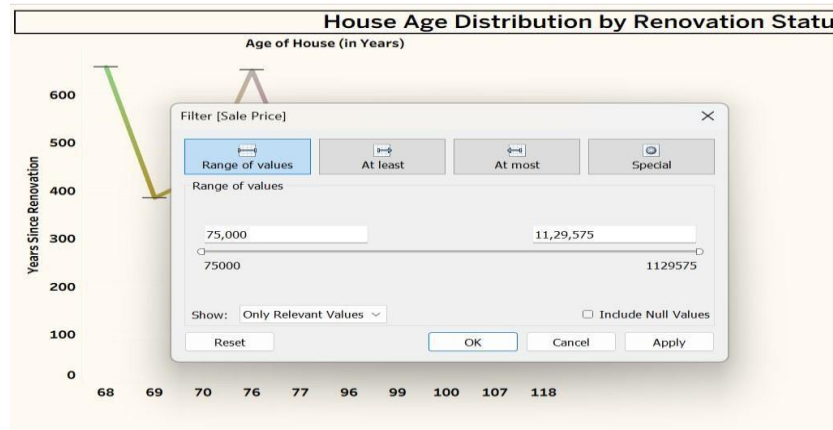 House Age Distribution by Renovation Statu
Age of House (in Years)
600
500
400
300
200
100
0
Years Since Renovation
Filter [Sale Price]
Range of values
At least
At most
Special
Range of values
75,000
11,29,575
75000
1129575
Show: Only Relevant Values
Include Null Values
Reset
OK
Cancel
Apply
68 69 70 76 77 96 99 100 107 118